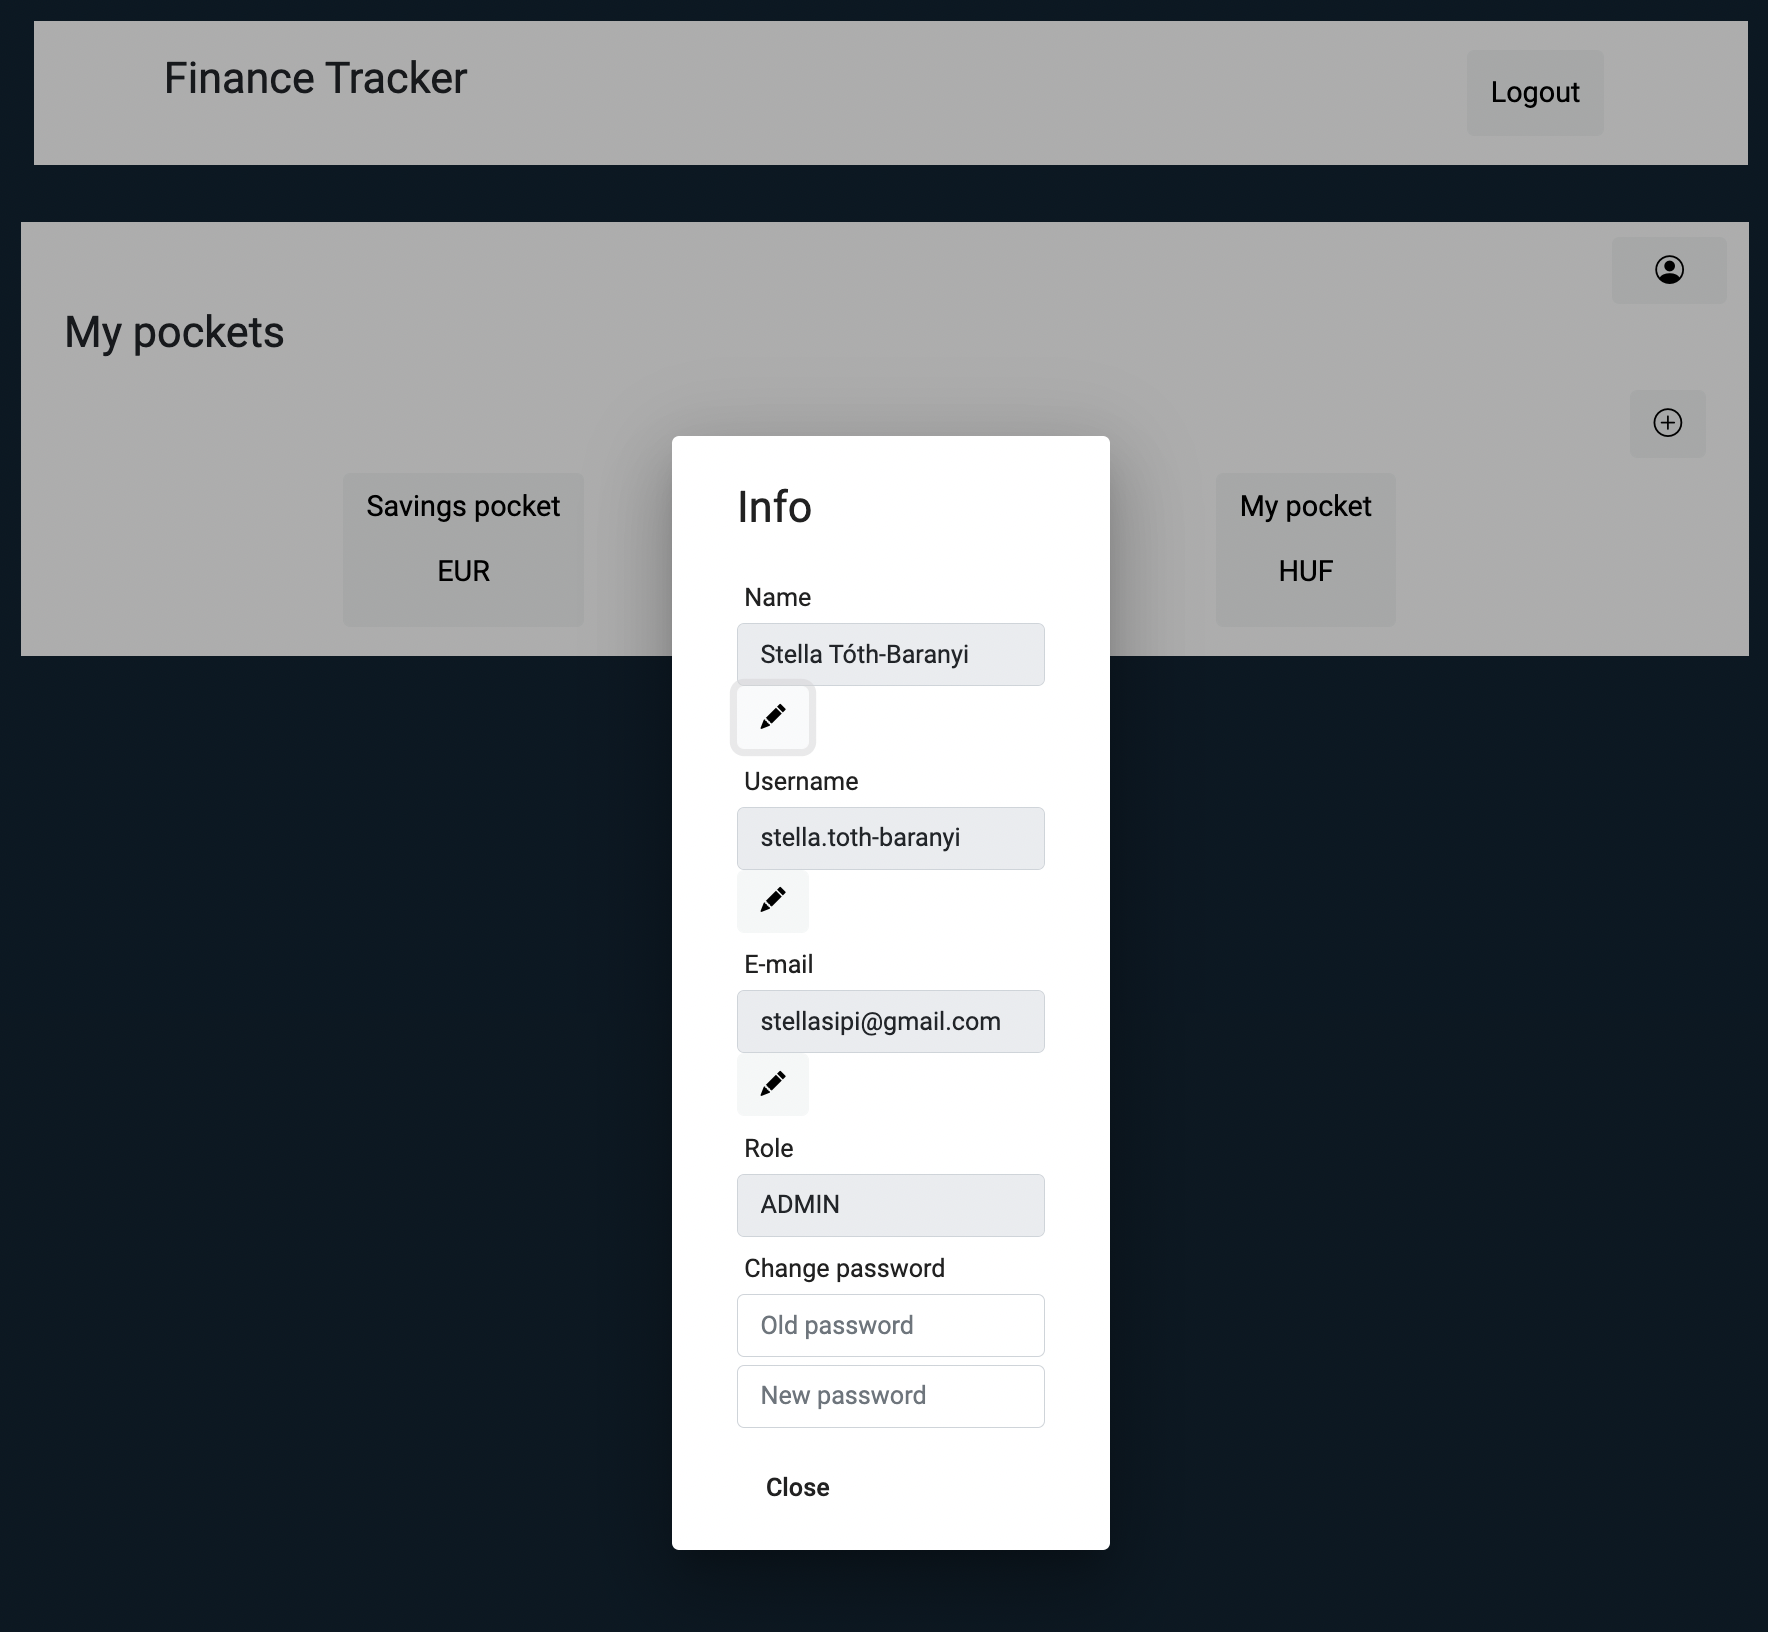 Finance Tracker
Logout
My pockets
Savings pocket
EUR
My pocket
HUF
Info
Name
Stella Tóth-Baranyi
Username
stella.toth-baranyi
E-mail
stellasipi@gmail.com
Role
ADMIN
Change password
Old password
New password
Close